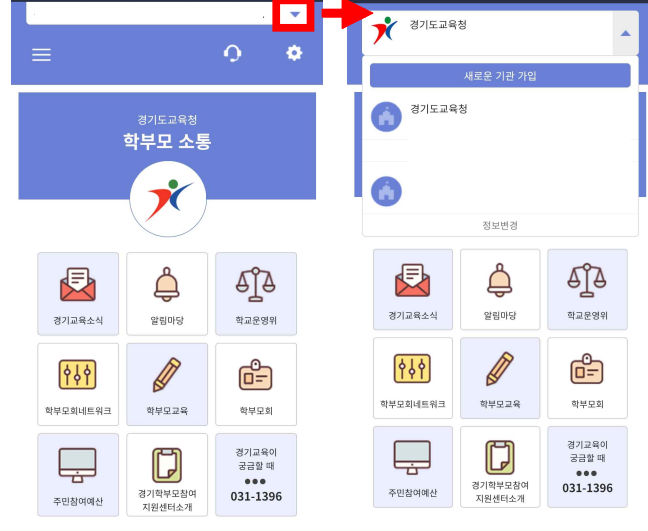 경기도교육청
학부모 소통
경기교육소식
알림마당
학교운영위
학부모회네트워크
학부모교육
학부모회
주민참여예산
경기학부모참여
지원센터소개
경기교육이
궁금할 때
031-1396
경기도교육청
새로운 기관 가입
경기도교육청
정보변경
경기교육소식
알림마당
학교운영위
학부모회네트워크
학부모교육
학부모회
주민참여예산
경기학부모참여
지원센터소개
경기교육이
궁금할 때
031-1396